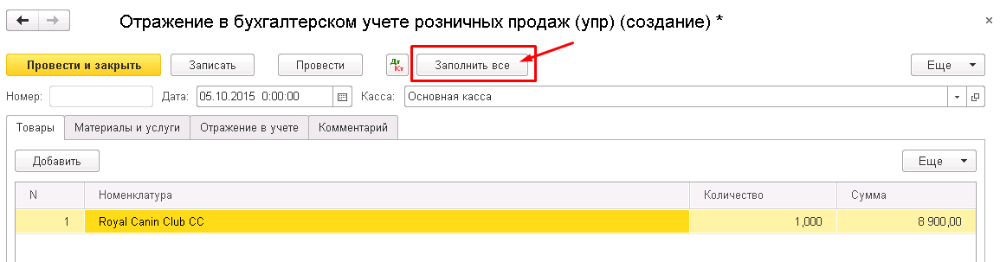 Отражение в бухгалтерском учете розничных продаж (упр) (создание) *
Провести и закрыть Записать Провести Дт Кт Заполнить все Еще
Номер: Дата: 05.10.2015 0:00:00 Касса: Основная касса
Товары Материалы и услуги Отражение в учете Комментарий
Добавить Еще
N Номенклатура Количество Сумма
1 Royal Canin Club CC 1,000 8 900,00